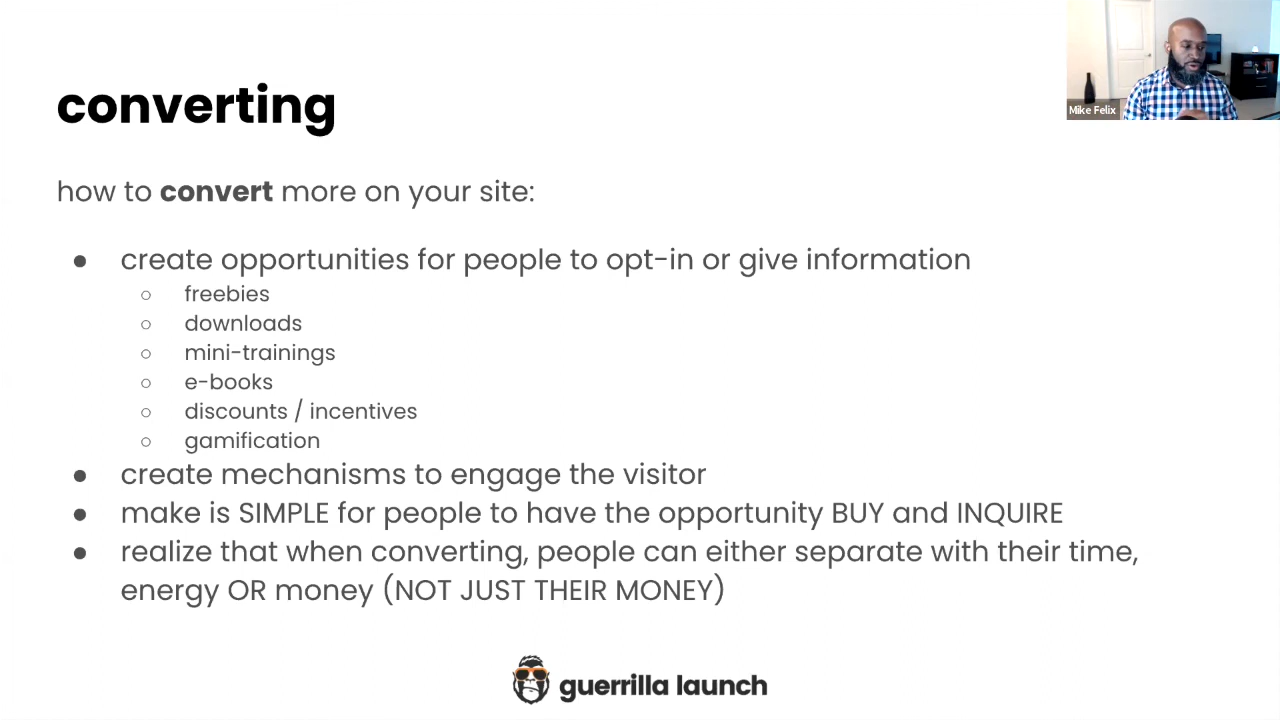 converting
Mike Felix
how to convert more on your site:
● create opportunities for people to opt-in or give information
○ freebies
○ downloads
○ mini-trainings
○ e-books
○ discounts / incentives
○ gamification
● create mechanisms to engage the visitor
● make is SIMPLE for people to have the opportunity BUY and INQUIRE
● realize that when converting, people can either separate with their time,
energy OR money (NOT JUST THEIR MONEY)
guerrilla launch